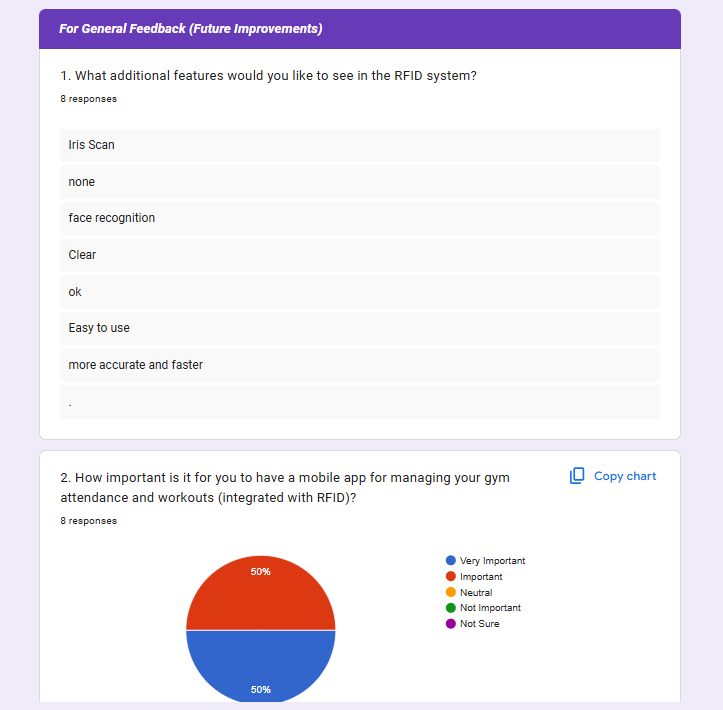 For General Feedback (Future Improvements)
1. What additional features would you like to see in the RFID system?
8 responses
Iris Scan
none
face recognition
Clear
ok
Easy to use
more accurate and faster
.
2. How important is it for you to have a mobile app for managing your gym
attendance and workouts (integrated with RFID)?
Copy chart
8 responses
50%
50%
Very Important
Important
Neutral
Not Important
Not Sure